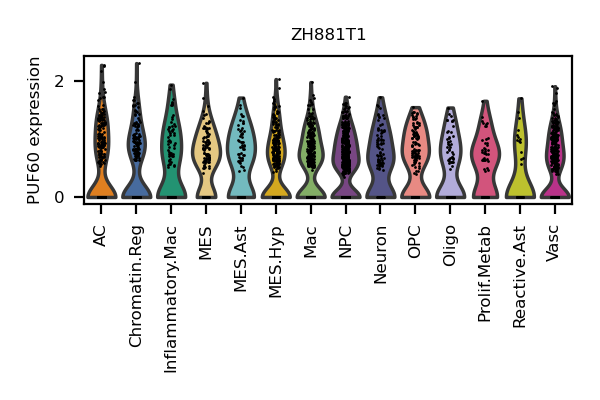 ZH881T1
PUF60 expression
2
0
AC
Chromatin.Reg
Inflammatory.Mac
MES
MES.Ast
MES.Hyp
Mac
NPC
Neuron
OPC
Oligo
Prolif.Metab
Reactive.Ast
Vasc